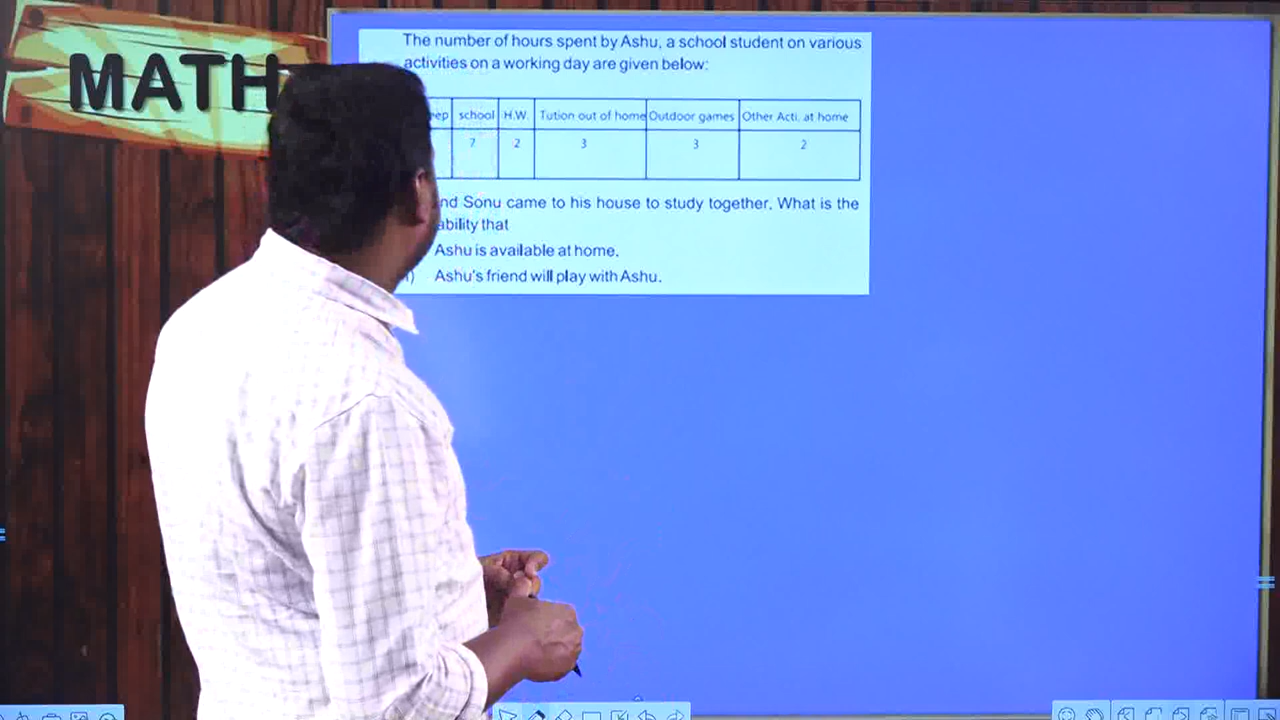 MATH
The number of hours spent by Ashu, a school student on various
activities on a working day are given below:
school H.W. Tution out of home Outdoor games Other Acti. at home
7 2 3 3 2
Sonu came to his house to study together. What is the
that
Ashu is available at home.
Ashu's friend will play with Ashu.